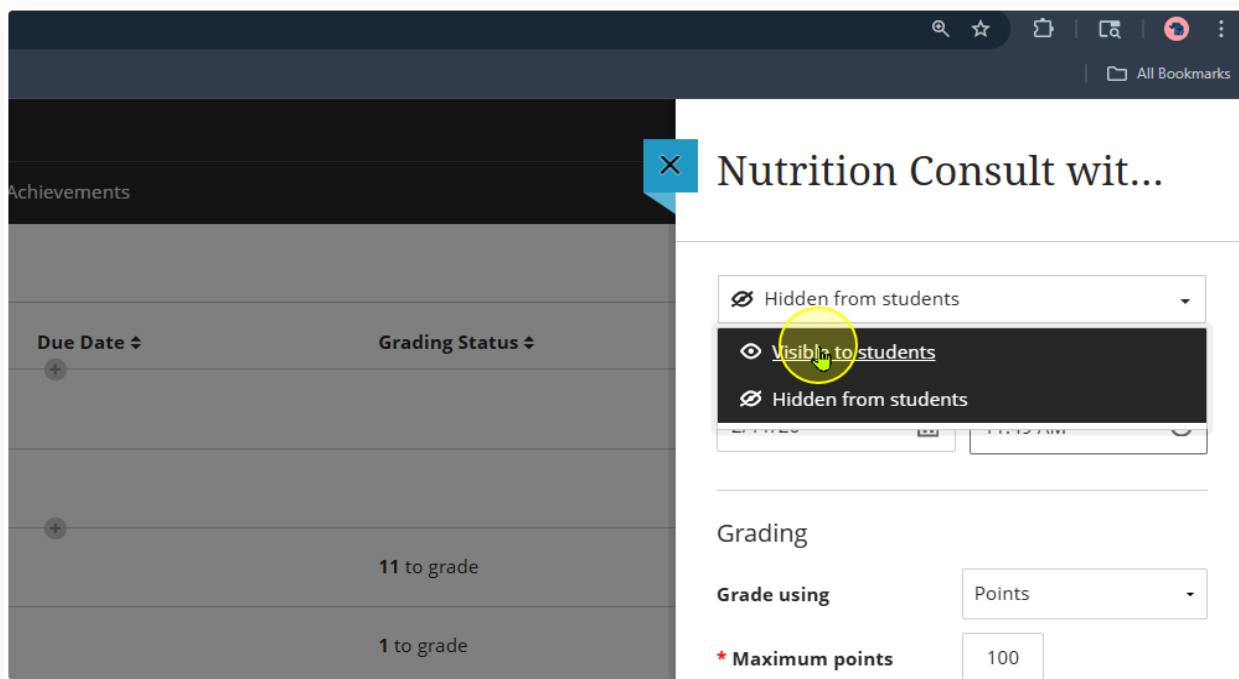 All Bookmarks
Achievements
Due Date
Grading Status
11 to grade
1 to grade
Nutrition Consult wit...
Hidden from students
Visible to students
Hidden from students
Grading
Grade using
Points
* Maximum points
100